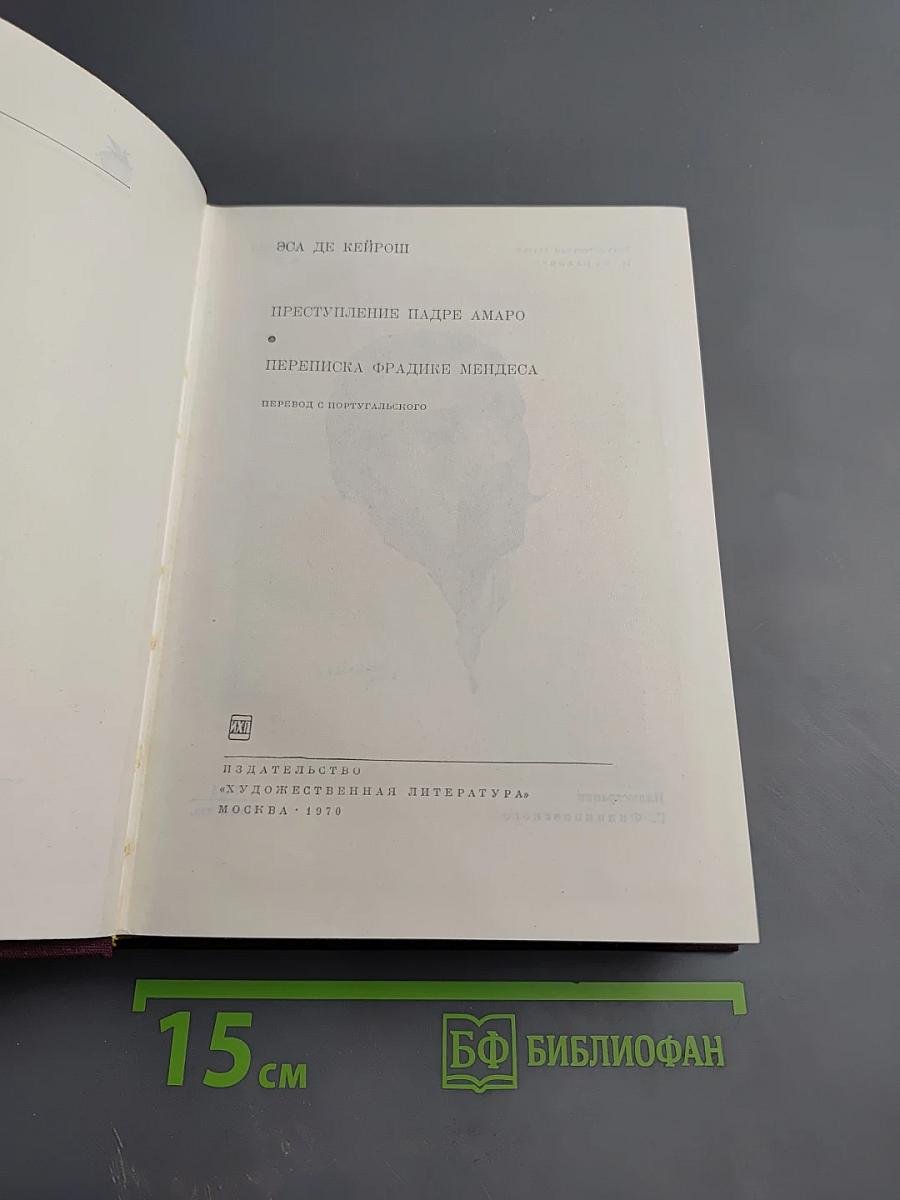 ЭСА ДЕ КЕЙРОШ
ПРЕСТУПЛЕНИЕ ПАДРЕ АМАРО
ПЕРЕПИСКА ФРАДИКЕ МЕНДЕСА
ПЕРЕВОД С ПОРТУГАЛЬСКОГО
ИХЛ
ИЗДАТЕЛЬСТВО
«ХУДОЖЕСТВЕННАЯ ЛИТЕРАТУРА»
МОСКВА · 1970
15 см
БФ БИБЛИОФАН